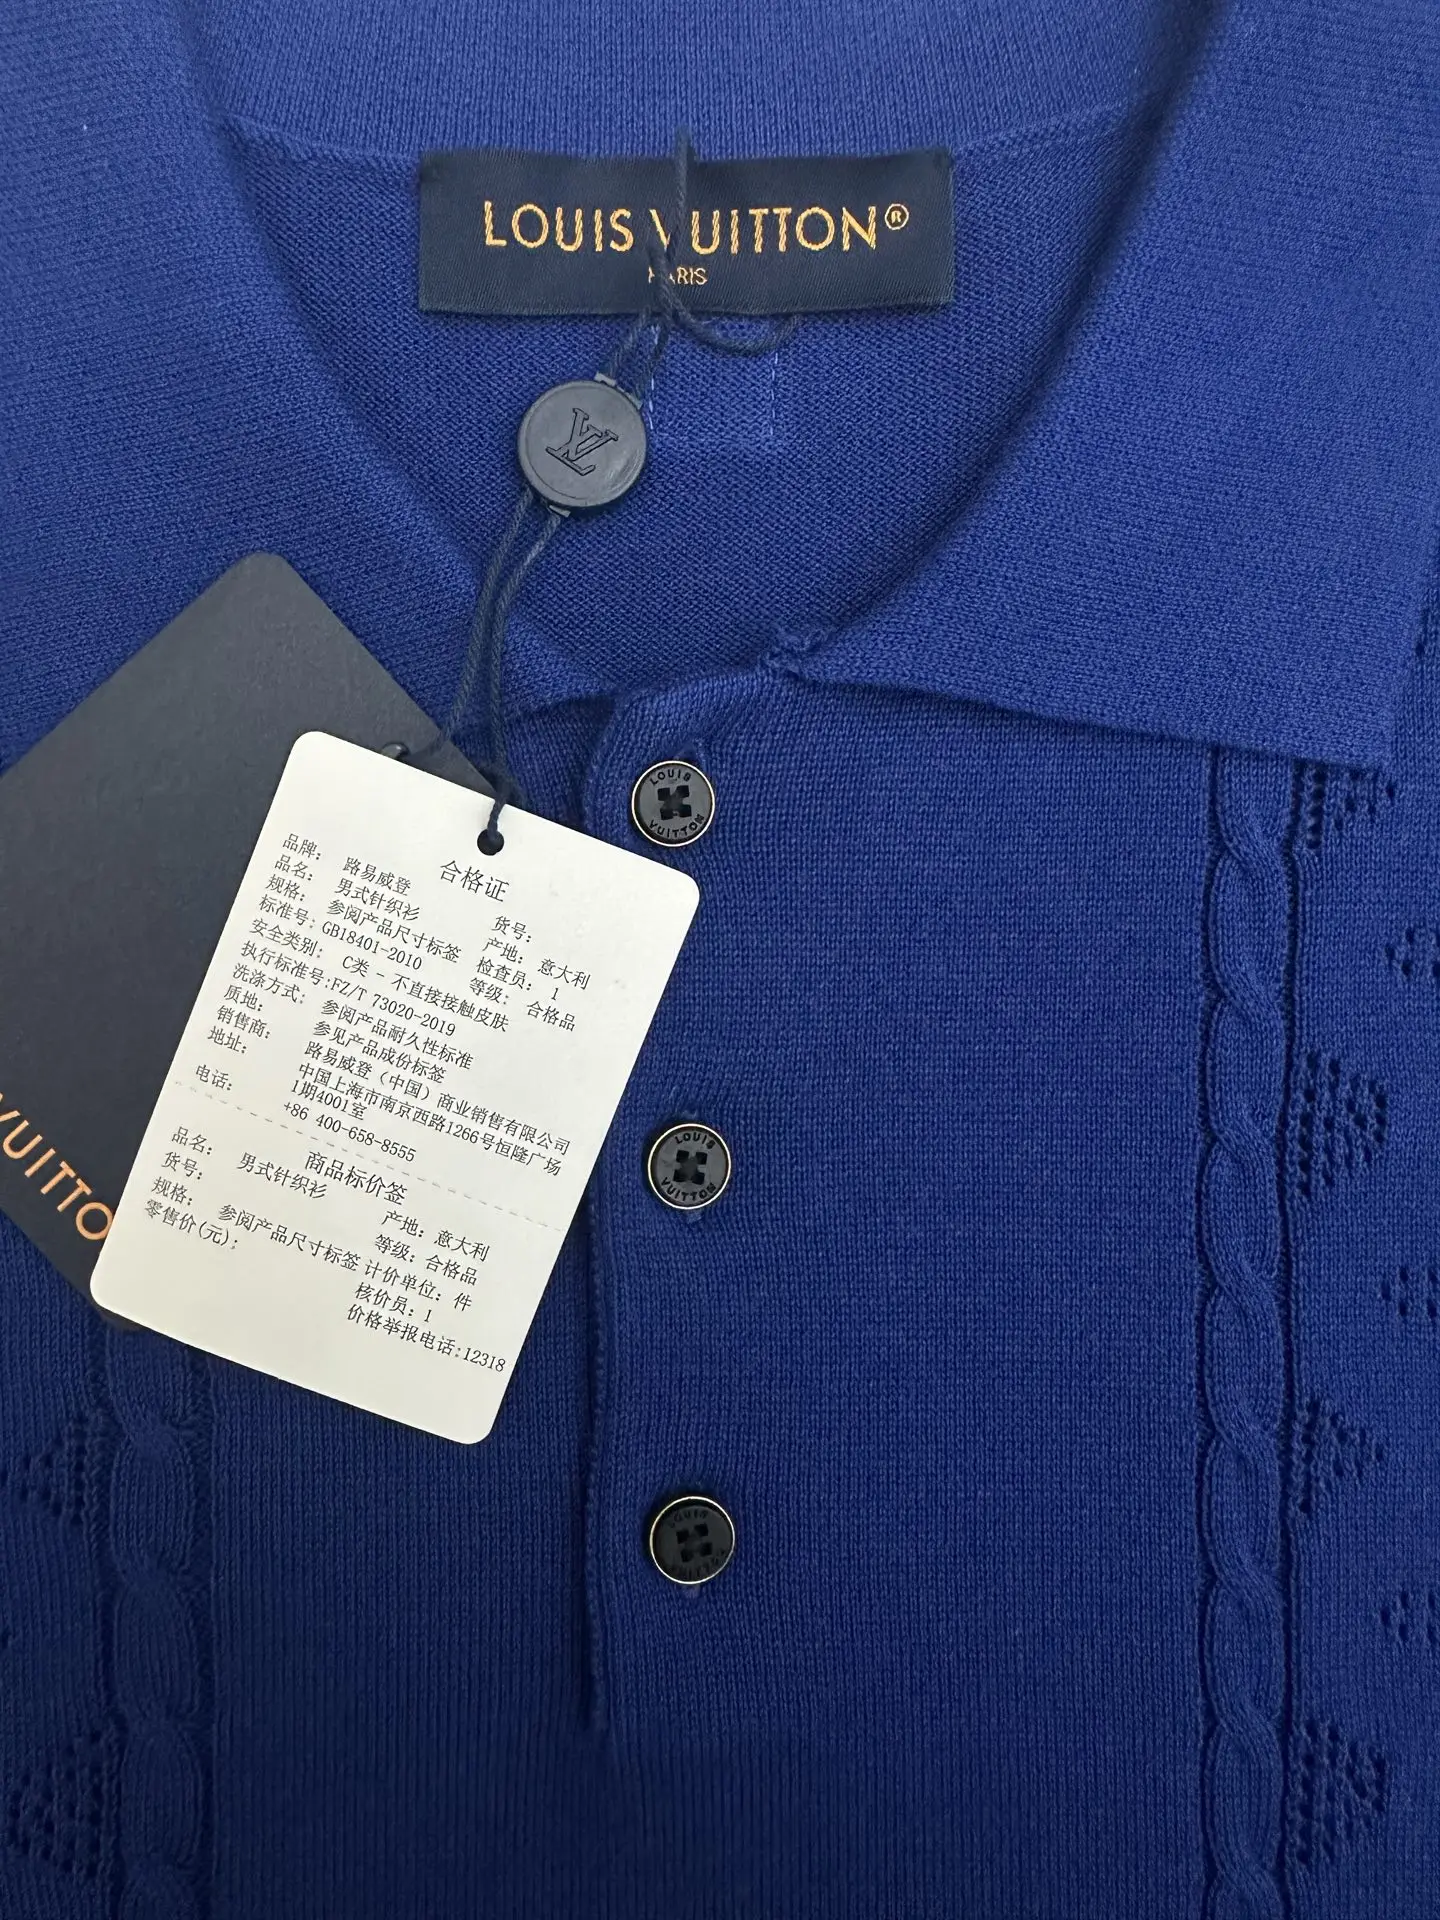 LOUIS VUITTON®
PARIS
LV
LOUIS
VUITTON
LOUIS
VUITTON
LOUIS
VUITTON
VUITTO
合格证
品牌: 路易威登 货号:
品名: 男式针织衫 产地: 意大利
规格: 参阅产品尺寸标签 检查员: 1
标准号: GB18401-2010 等级: 合格品
安全类别: C类 - 不直接接触皮肤
执行标准号:FZ/T 73020-2019
洗涤方式: 参阅产品耐久性标准
质地: 参见产品成份标签
销售商: 路易威登（中国）商业销售有限公司
地址: 中国上海市南京西路1266号恒隆广场
1期4001室
电话: +86 400-658-8555
商品标价签
品名: 男式针织衫 产地: 意大利
货号: 等级: 合格品
规格: 参阅产品尺寸标签 计价单位: 件
零售价(元): 核价员: 1
价格举报电话:12318